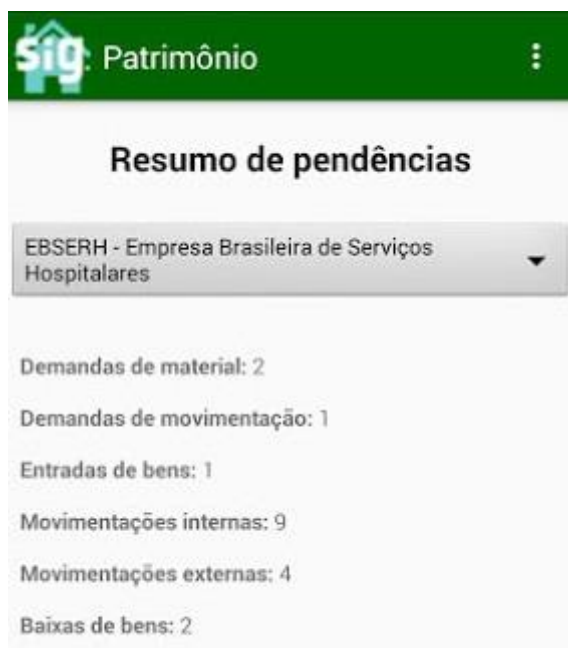 Sig: Patrimônio
Resumo de pendências
EBSERH - Empresa Brasileira de Serviços
Hospitalares
Demandas de material: 2
Demandas de movimentação: 1
Entradas de bens: 1
Movimentações internas: 9
Movimentações externas: 4
Baixas de bens: 2